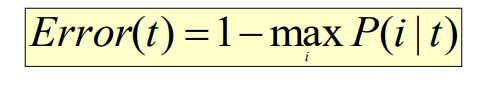 Error(t) = 1 − max P(i | t)
i